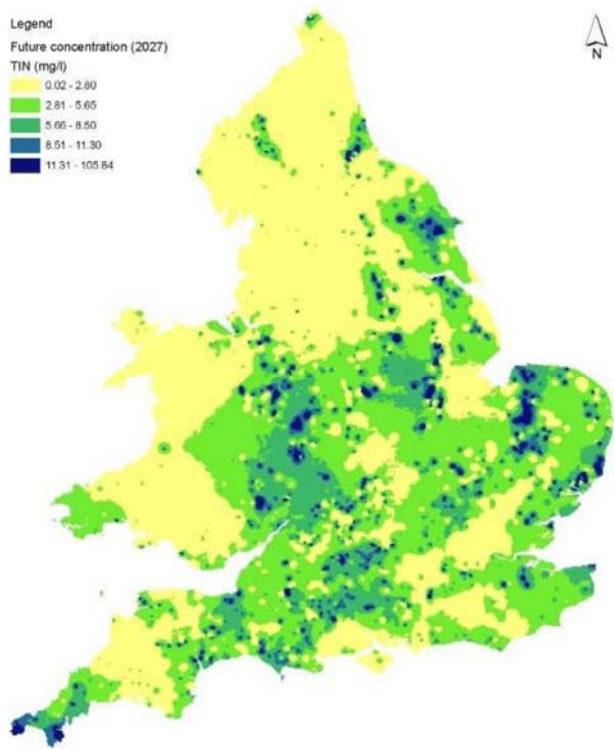 Legend
Future concentration (2027)
TIN (mg/l)
0.02 - 2.80
2.81 - 5.65
5.66 - 8.50
8.51 - 11.30
11.31 - 105.84
N